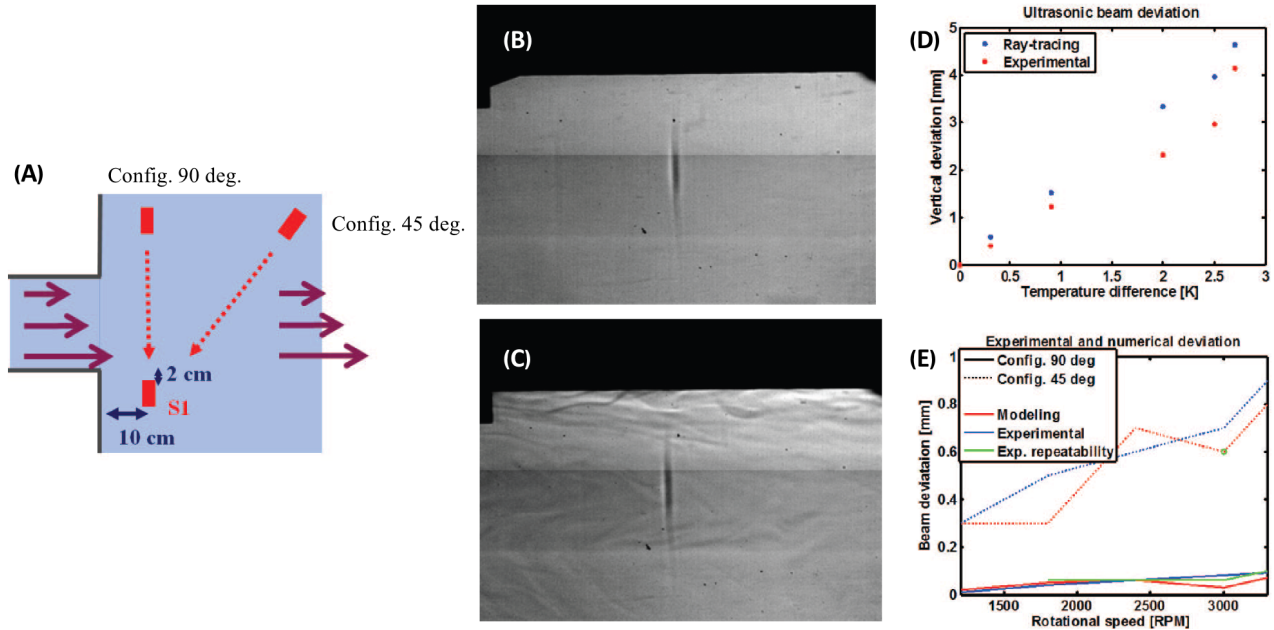 (A)
Config. 90 deg.
Config. 45 deg.
2 cm
S1
10 cm
(B)
(C)
(D)
Ultrasonic beam deviation
Ray-tracing
Experimental
Vertical deviation [mm]
5
4
3
2
1
0
0 0.5 1 1.5 2 2.5 3
Temperature difference [K]
(E)
Experimental and numerical deviation
Config. 90 deg
Config. 45 deg
Modeling
Experimental
Exp. repeatability
Beam deviataion [mm]
1
0.8
0.6
0.4
0.2
0
1500 2000 2500 3000
Rotational speed [RPM]